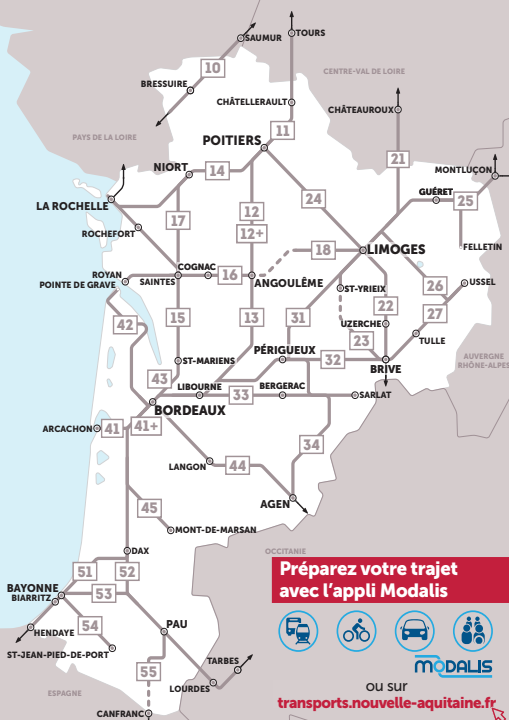 TOURS
SAUMUR
10
CENTRE-VAL DE LOIRE
BRESSUIRE
CHÂTELLERAULT
CHÂTEAUROUX
11
PAYS DE LA LOIRE
POITIERS
21
NIORT
14
MONTLUÇON
GUÉRET
25
LA ROCHELLE
24
12
17
12+
ROCHEFORT
FELLETIN
18
LIMOGES
COGNAC
ROYAN
16
POINTE DE GRAVE
SAINTES
ANGOULÊME
ST-YRIEIX
26
USSEL
22
27
42
15
13
31
UZERCHE
23
TULLE
PÉRIGUEUX
32
AUVERGNE
RHÔNE-ALPES
ST-MARIENS
BRIVE
43
LIBOURNE
33
BERGERAC
SARLAT
BORDEAUX
ARCACHON
41
41+
34
LANGON
44
AGEN
45
MONT-DE-MARSAN
DAX
OCCITANIE
51
52
Préparez votre trajet
avec l'appli Modalis
BAYONNE
53
BIARRITZ
54
HENDAYE
PAU
ST-JEAN-PIED-DE-PORT
TARBES
55
MODALIS
LOURDES
ESPAGNE
ou sur
transports.nouvelle-aquitaine.fr
CANFRANC